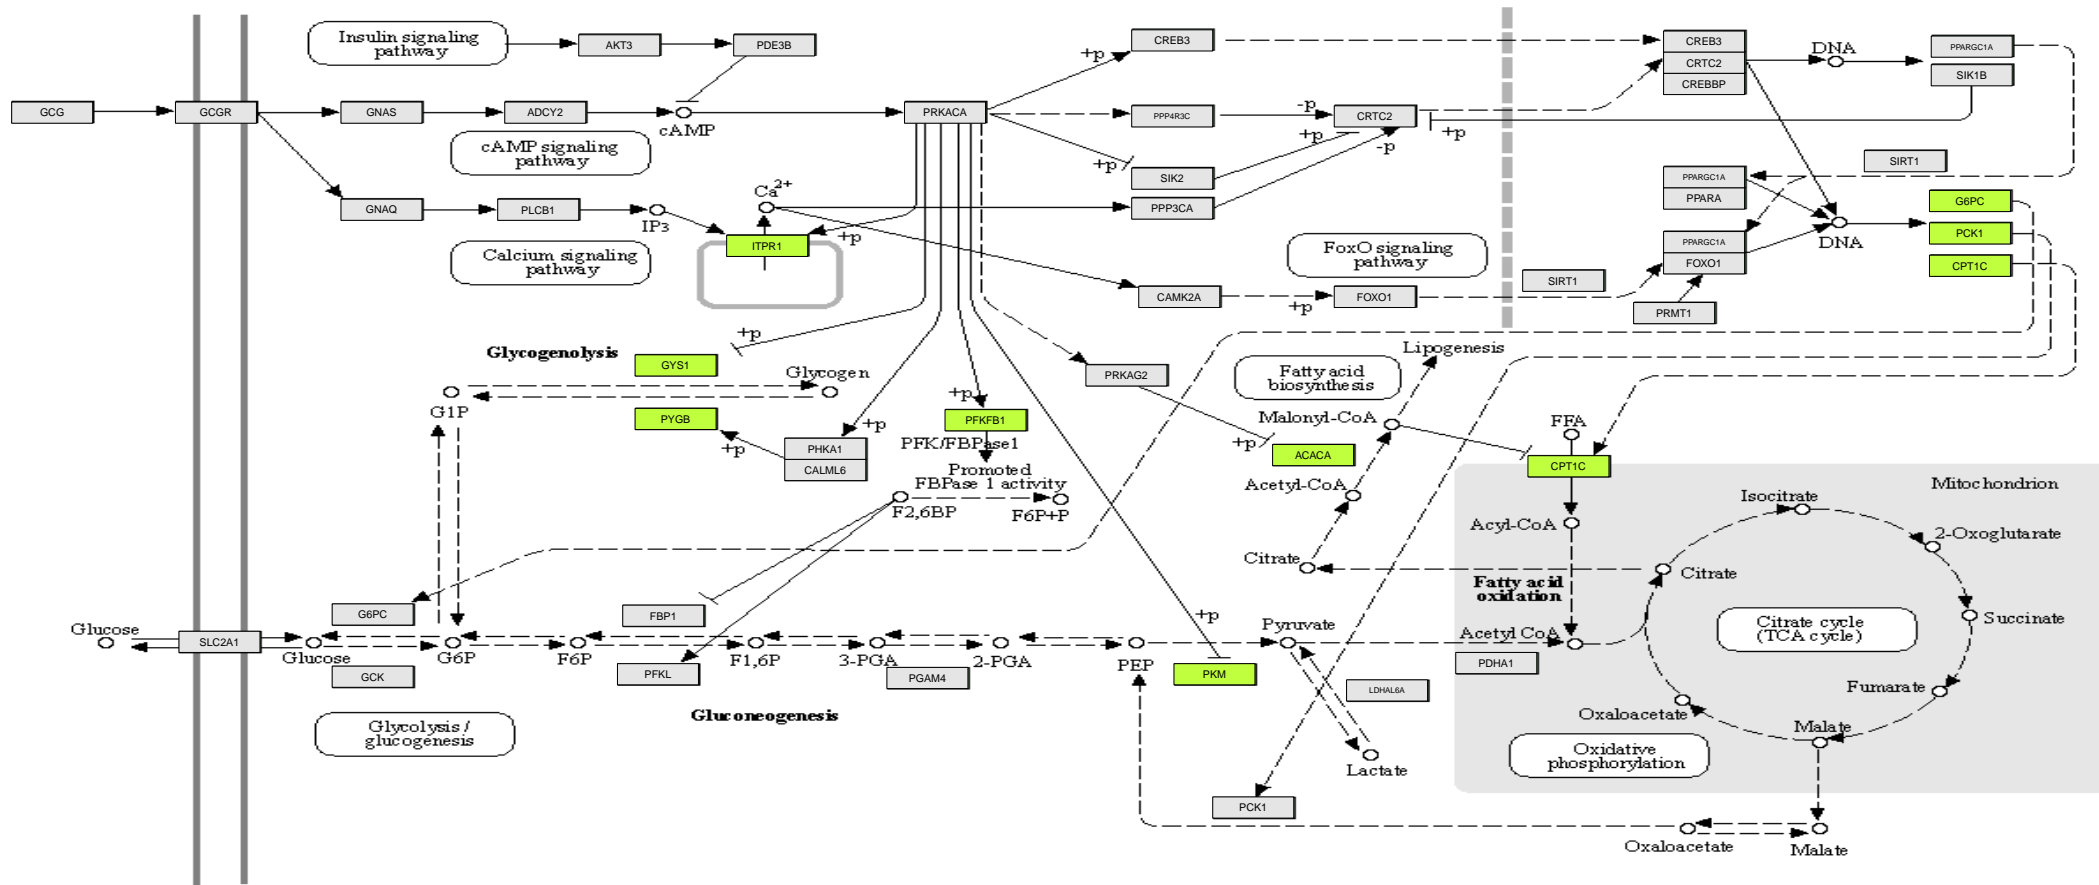 Insulin signaling
pathway
AKT3
PDE3B
+p
CREB3
CREB3
CRTC2
CREBBP
DNA
PPARGC1A
SIK1B
GCG
GCGR
GNAS
ADCY2
cAMP
PRKACA
PPP4R3C
-p
CRTC2
+p
+p
-p
+p
SIK2
cAMP signaling
pathway
SIRT1
PPARGC1A
PPARA
G6PC
GNAQ
PLCB1
IP3
Ca2+
PPP3CA
ITPR1
+p
PCK1
DNA
PPARGC1A
FOXO1
CPT1C
Calcium signaling
pathway
FoxO signaling
pathway
SIRT1
CAMK2A
+p
FOXO1
PRMT1
+p
Glycogenolysis
GYS1
Glycogen
G1P
PYGB
+p
PHKA1
CALML6
+p
+p
PFKFB1
PFK/FBPase1
Promoted
FBPase 1 activity
F2,6BP
F6P+P
PRKAG2
Lipogenesis
Fatty acid
biosynthesis
Malonyl-CoA
+p
ACACA
Acetyl-CoA
Citrate
FFA
CPT1C
Mitochondrion
Isocitrate
Acyl-CoA
2-Oxoglutarate
Citrate
Fatty acid
oxidation
Succinate
Citrate cycle
(TCA cycle)
G6PC
FBP1
+p
Glucose
SLC2A1
Glucose
G6P
F6P
F1,6P
3-PGA
2-PGA
PEP
Pyruvate
Acetyl CoA
GCK
PFKL
PGAM4
PKM
LDHAL6A
PDHA1
Fumarate
Oxaloacetate
Malate
Glycolysis /
glucogenesis
Gluconeogenesis
Lactate
Oxidative
phosphorylation
PCK1
Oxaloacetate
Malate